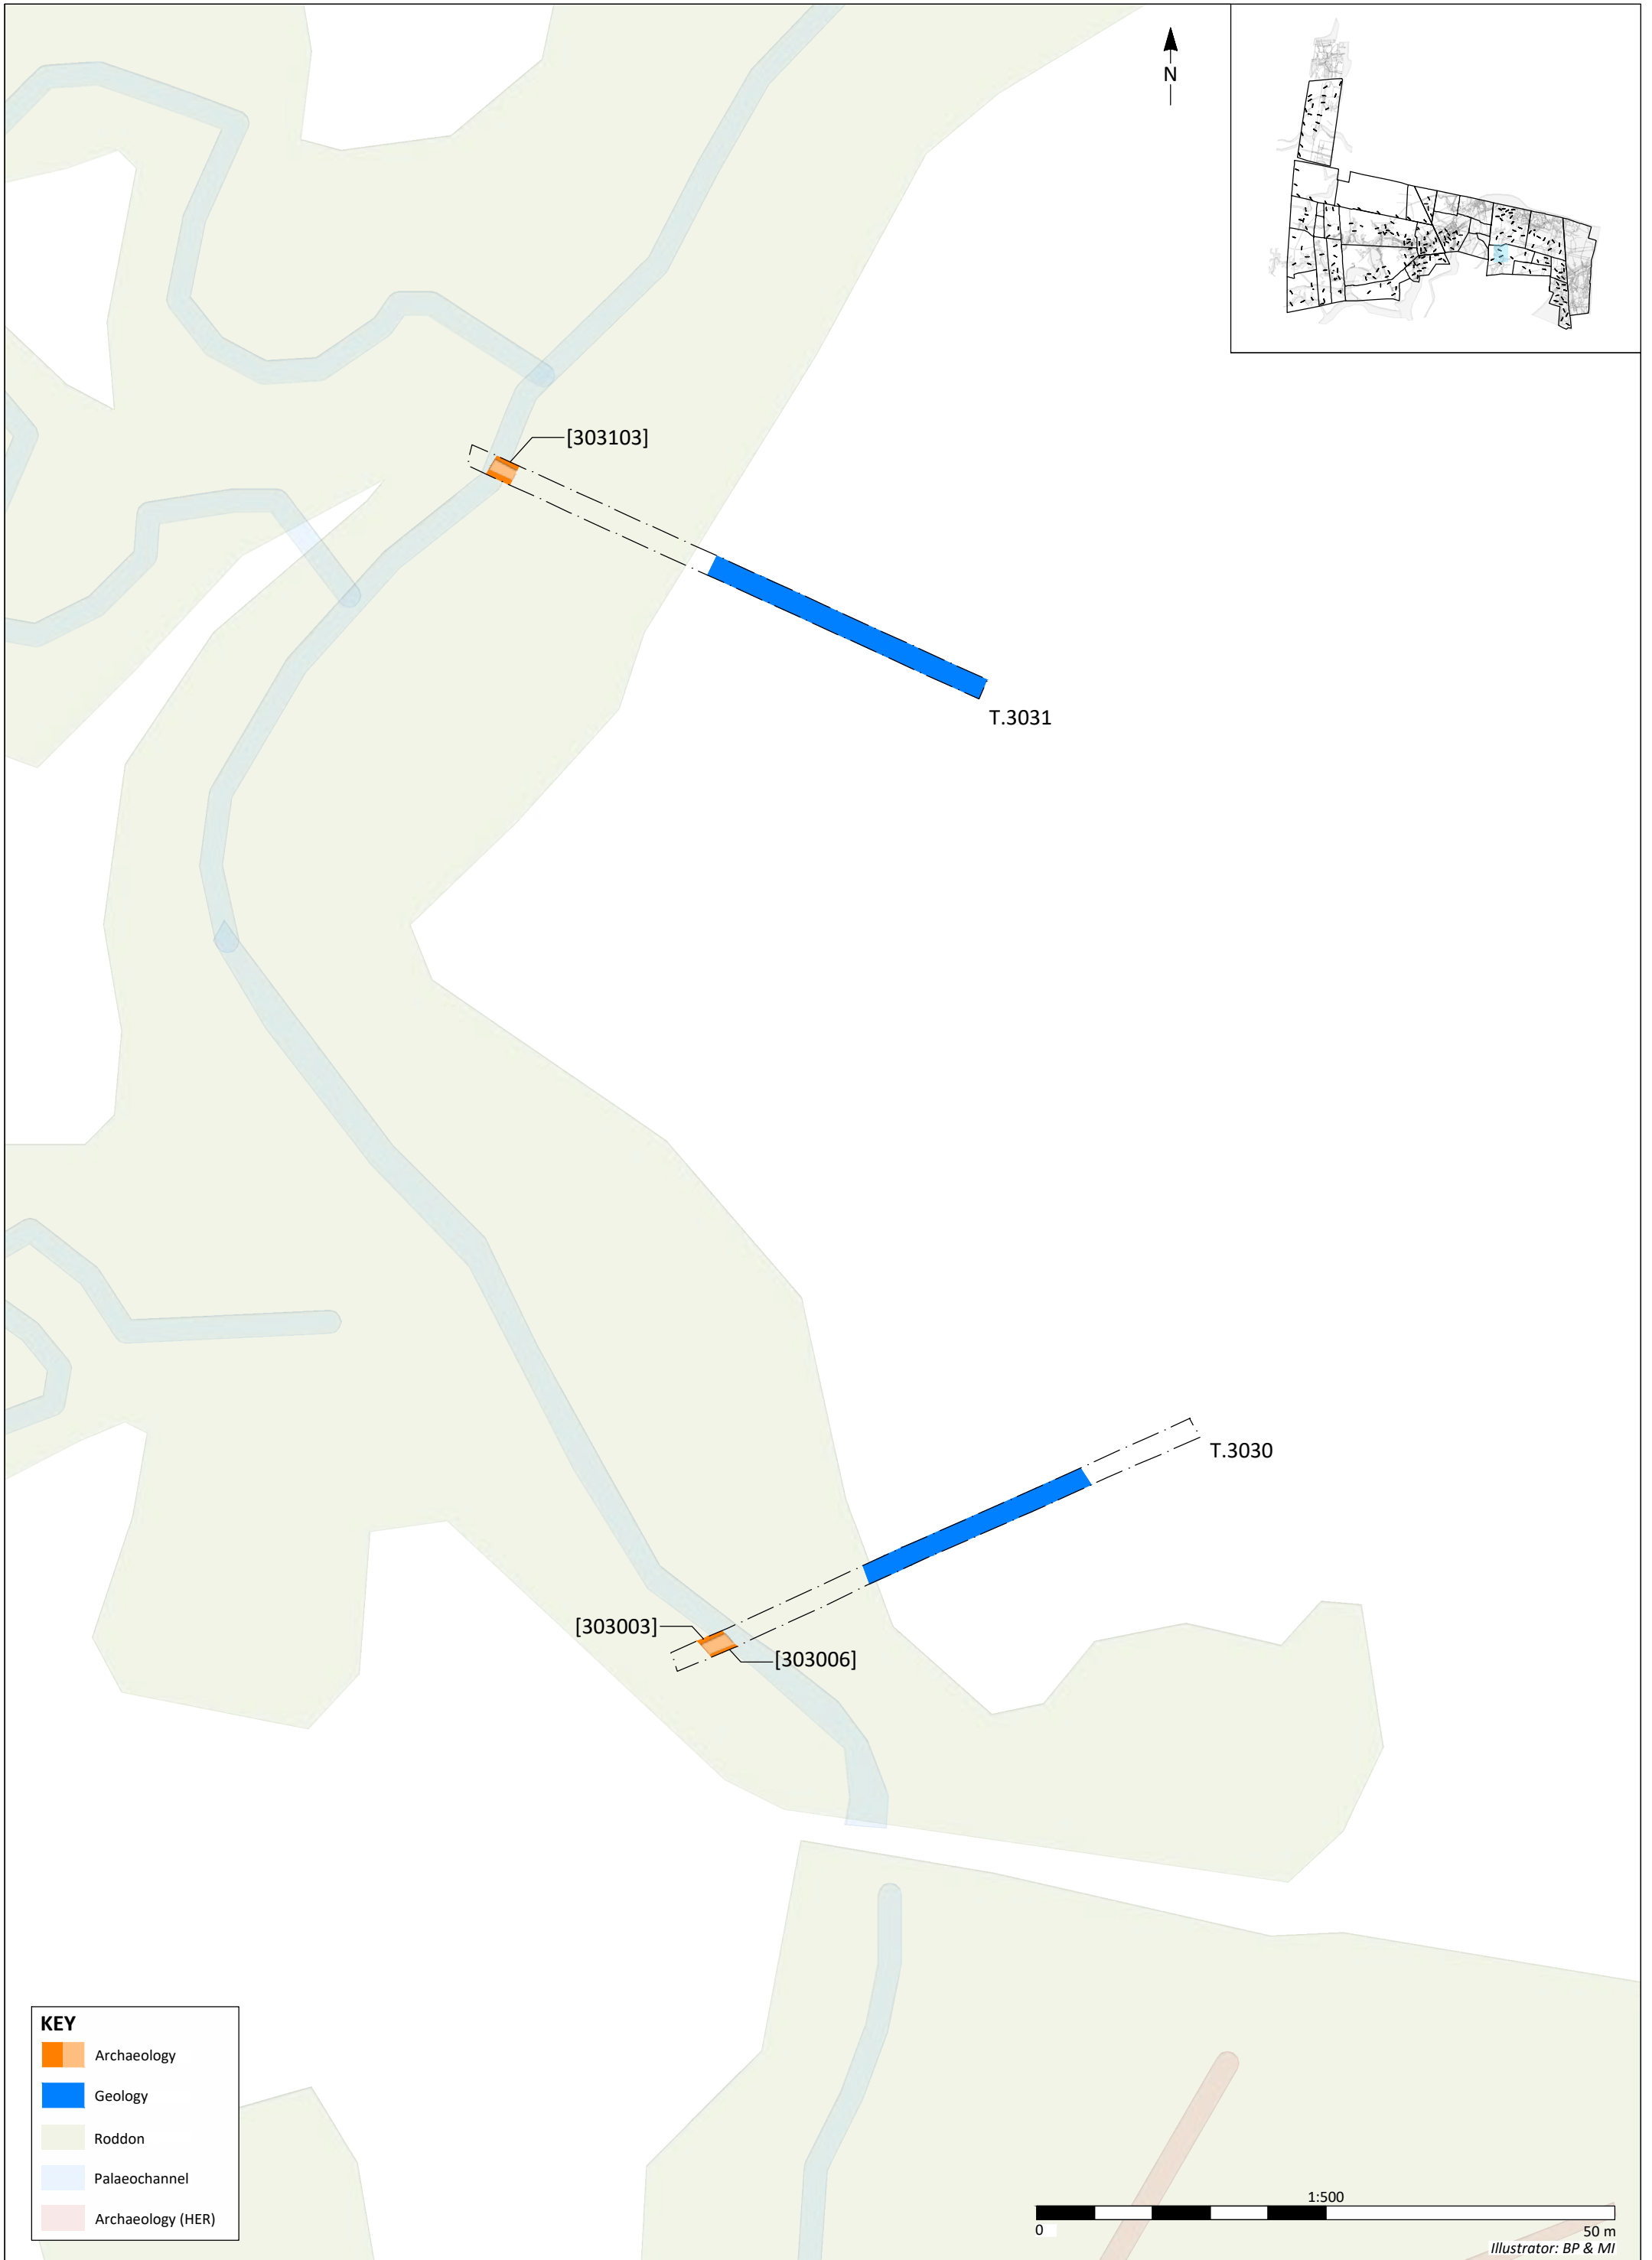 N
[303103]
T.3031
T.3030
[303003]
[303006]
KEY
Archaeology
Geology
Roddon
Palaeochannel
Archaeology (HER)
1:500
0
50 m
Illustrator: BP & MI